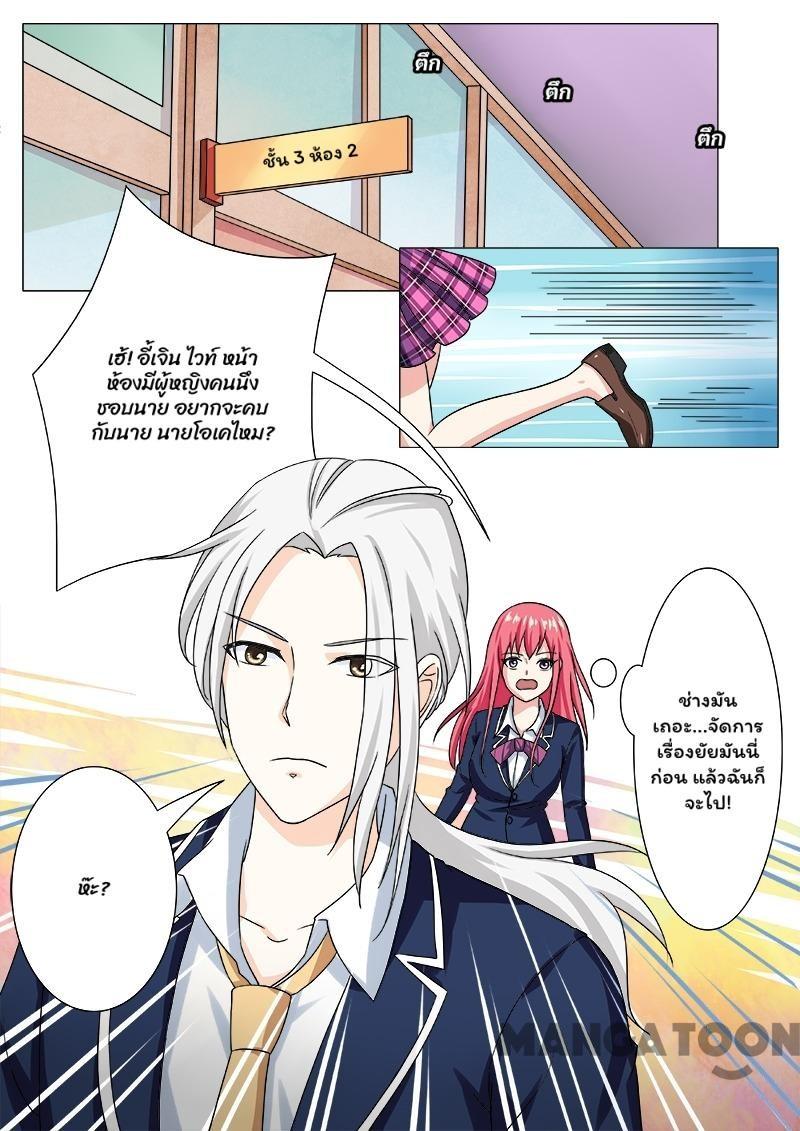 ตึก
ตึก
ตึก
ชั้น 3 ห้อง 2
เฮ้! อี้เจิน ไวท์ หน้า
ห้องมีผู้หญิงคนนึง
ชอบนาย อยากจะคบ
กับนาย นายโอเคไหม?
ช่างมัน
เถอะ...จัดการ
เรื่องยัยมันนี่
ก่อน แล้วฉันก็
จะไป!
ห๊ะ?
MANGATOON